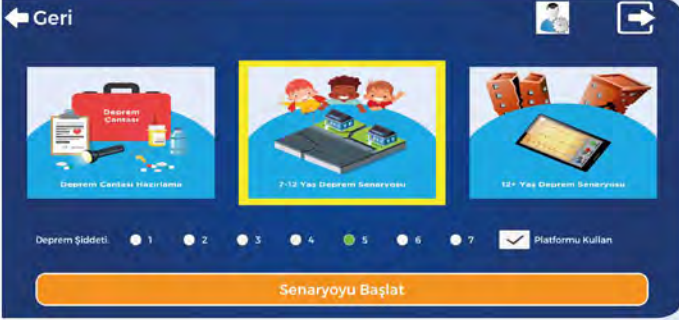 Geri
Deprem
Çantası
Deprem Çantası Hazırlama
7-12 Yaş Deprem Senaryosu
12+ Yaş Deprem Senaryosu
Deprem Şiddeti: 1 2 3 4 5 6 7 Platformu Kullan
Senaryoyu Başlat